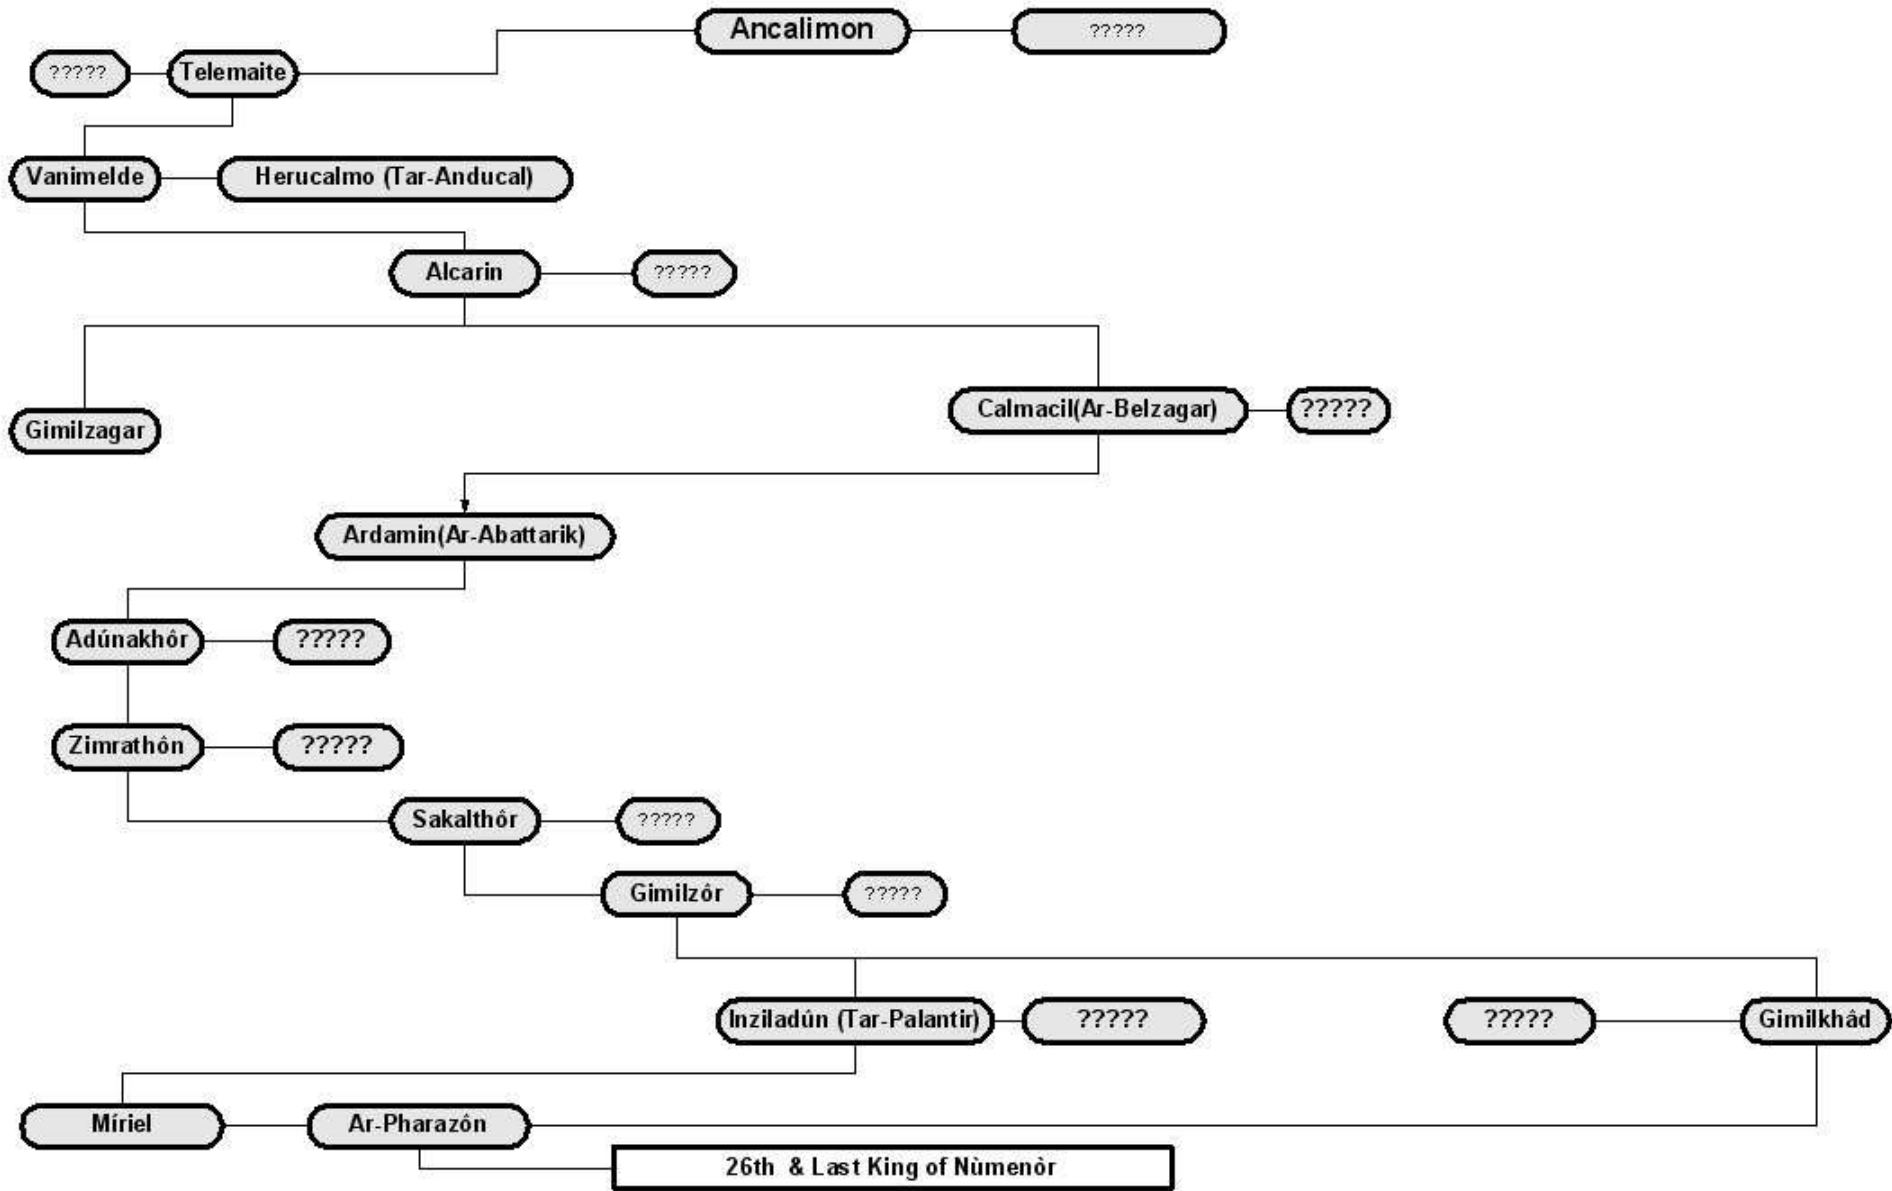 Ancalimon
?????
?????
Telemaite
Vanimelde
Herucalmo (Tar-Anducal)
Alcarin
?????
Gimilzagar
Calmacil(Ar-Belzagar)
?????
Ardamin(Ar-Abattarik)
Adúnakhôr
?????
Zimrathôn
?????
Sakalthôr
?????
Gimilzôr
?????
Inziladûn (Tar-Palantir)
?????
?????
Gimilkhâd
Míriel
Ar-Pharazôn
26th & Last King of Nùmenòr